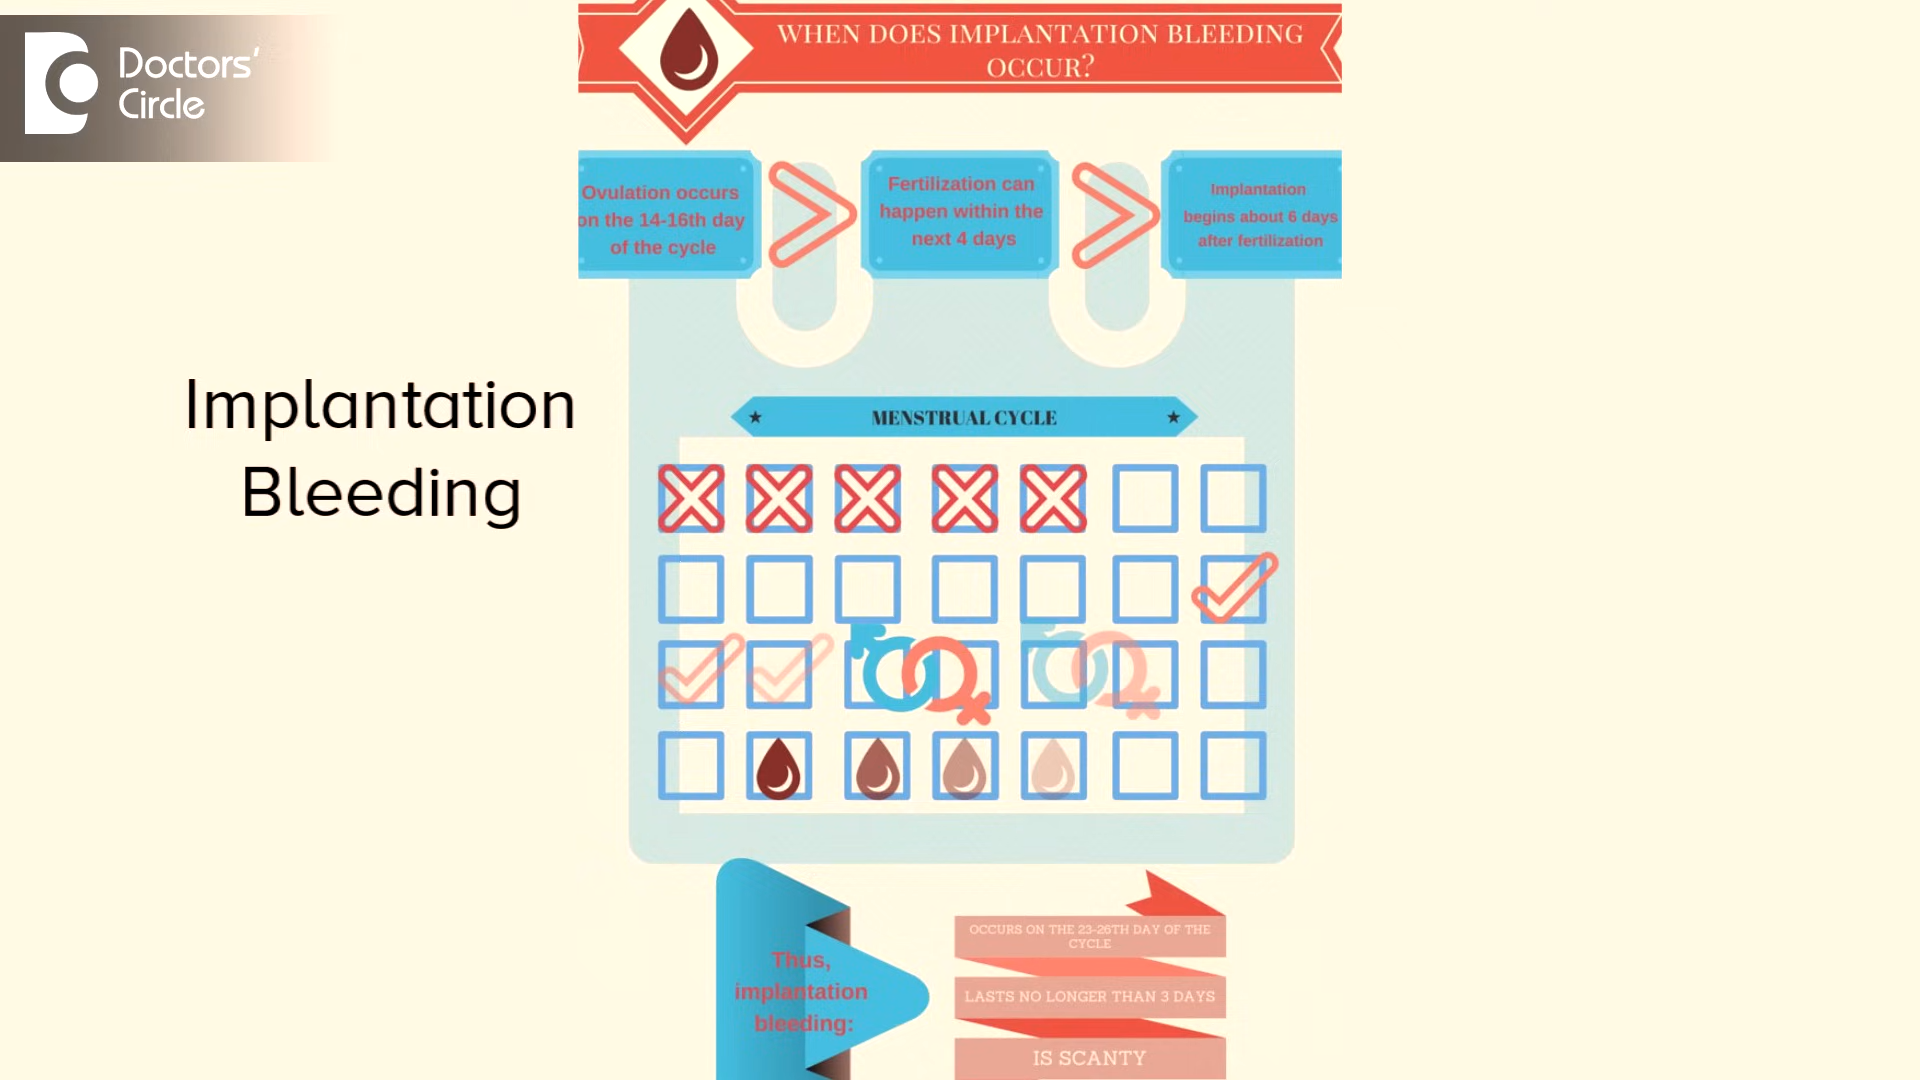 Doctors'
Circle
WHEN DOES IMPLANTATION BLEEDING
OCCUR?
Ovulation occurs
on the 14-16th day
of the cycle
Fertilization can
happen within the
next 4 days
Implantation
begins about 6 days
after fertilization
Implantation
Bleeding
MENSTRUAL CYCLE
Thus,
implantation
bleeding:
OCCURS ON THE 23-26TH DAY OF THE
CYCLE
LASTS NO LONGER THAN 3 DAYS
IS SCANTY